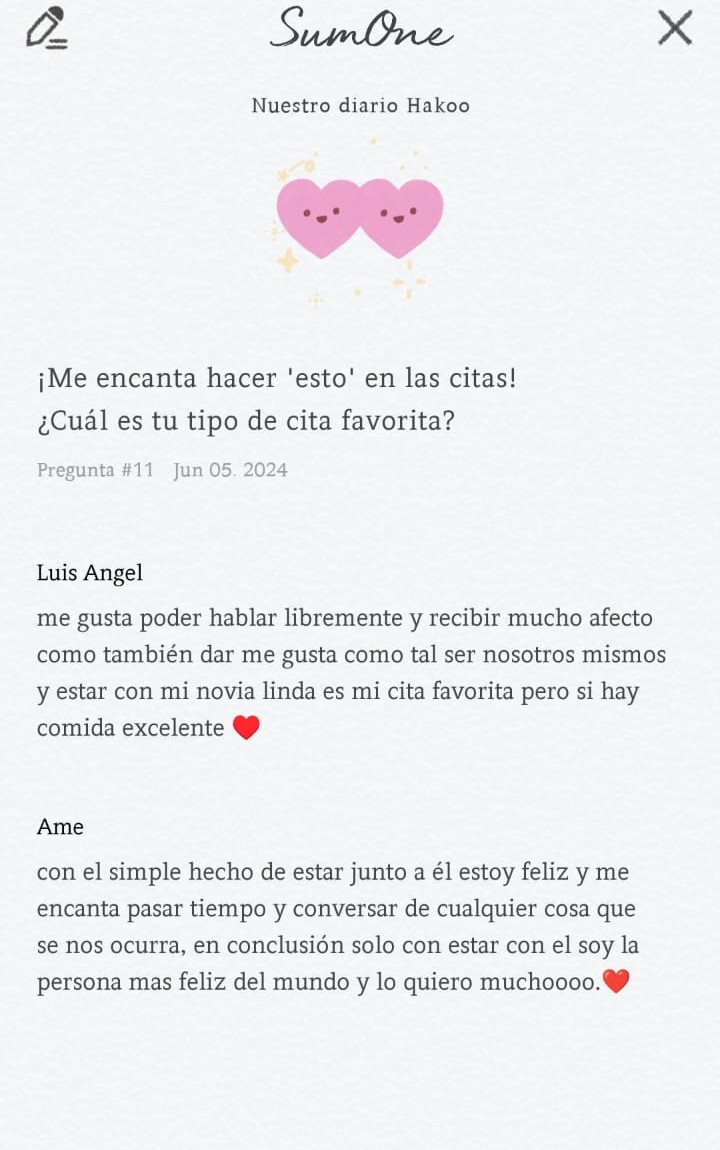 SumOne
Nuestro diario Hakoo
¡Me encanta hacer 'esto' en las citas!
¿Cuál es tu tipo de cita favorita?
Pregunta #11 Jun 05. 2024
Luis Angel
me gusta poder hablar libremente y recibir mucho afecto
como también dar me gusta como tal ser nosotros mismos
y estar con mi novia linda es mi cita favorita pero si hay
comida excelente ❤️
Ame
con el simple hecho de estar junto a él estoy feliz y me
encanta pasar tiempo y conversar de cualquier cosa que
se nos ocurra, en conclusión solo con estar con el soy la
persona mas feliz del mundo y lo quiero muchoooo.❤️